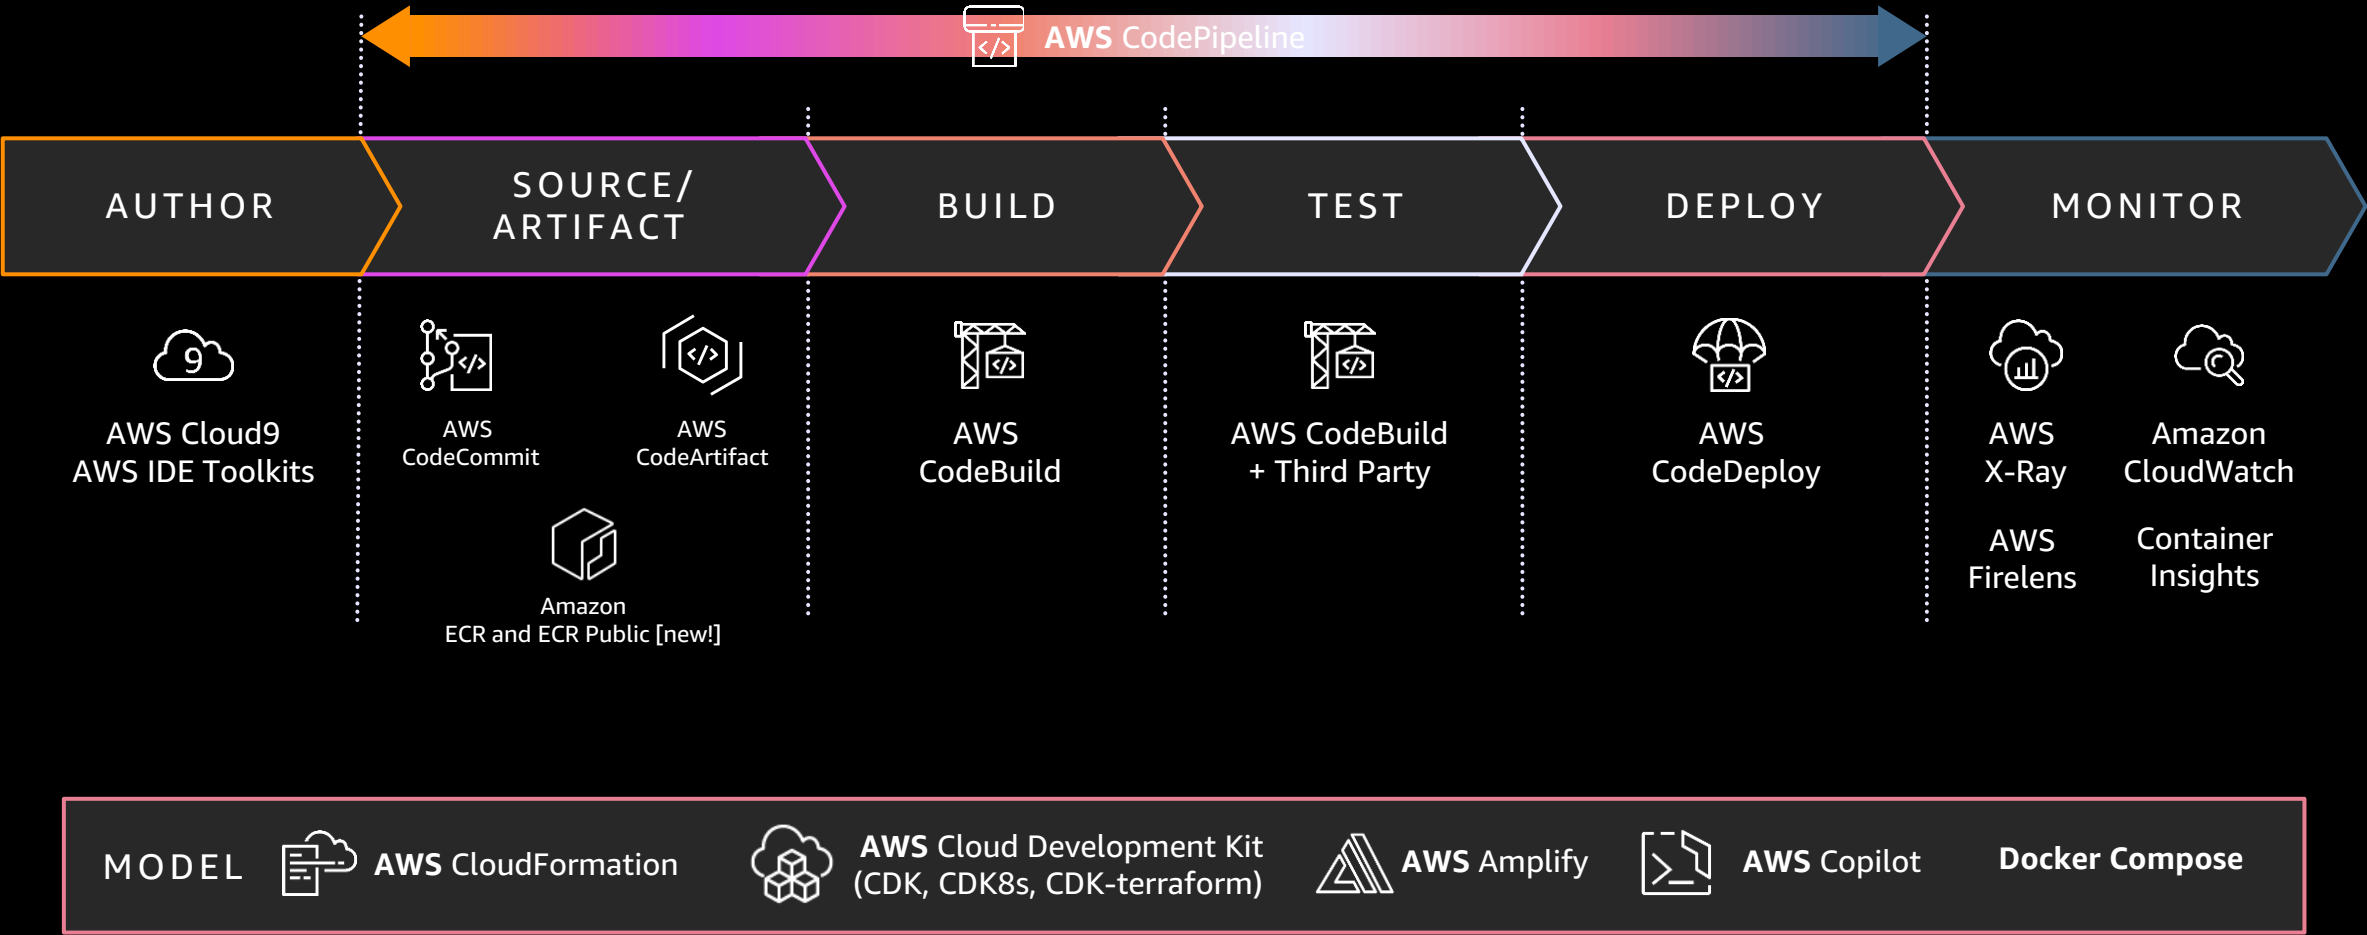 AWS CodePipeline
AUTHOR
SOURCE/
ARTIFACT
BUILD
TEST
DEPLOY
MONITOR
9
AWS Cloud9
AWS IDE Toolkits
</>
AWS
CodeCommit
</>
AWS
CodeArtifact
Amazon
ECR and ECR Public [new!]
</>
AWS
CodeBuild
</>
AWS CodeBuild
+ Third Party
</>
AWS
CodeDeploy
AWS
X-Ray
Amazon
CloudWatch
AWS
Firelens
Container
Insights
MODEL
AWS CloudFormation
AWS Cloud Development Kit
(CDK, CDK8s, CDK-terraform)
AWS Amplify
AWS Copilot
Docker Compose